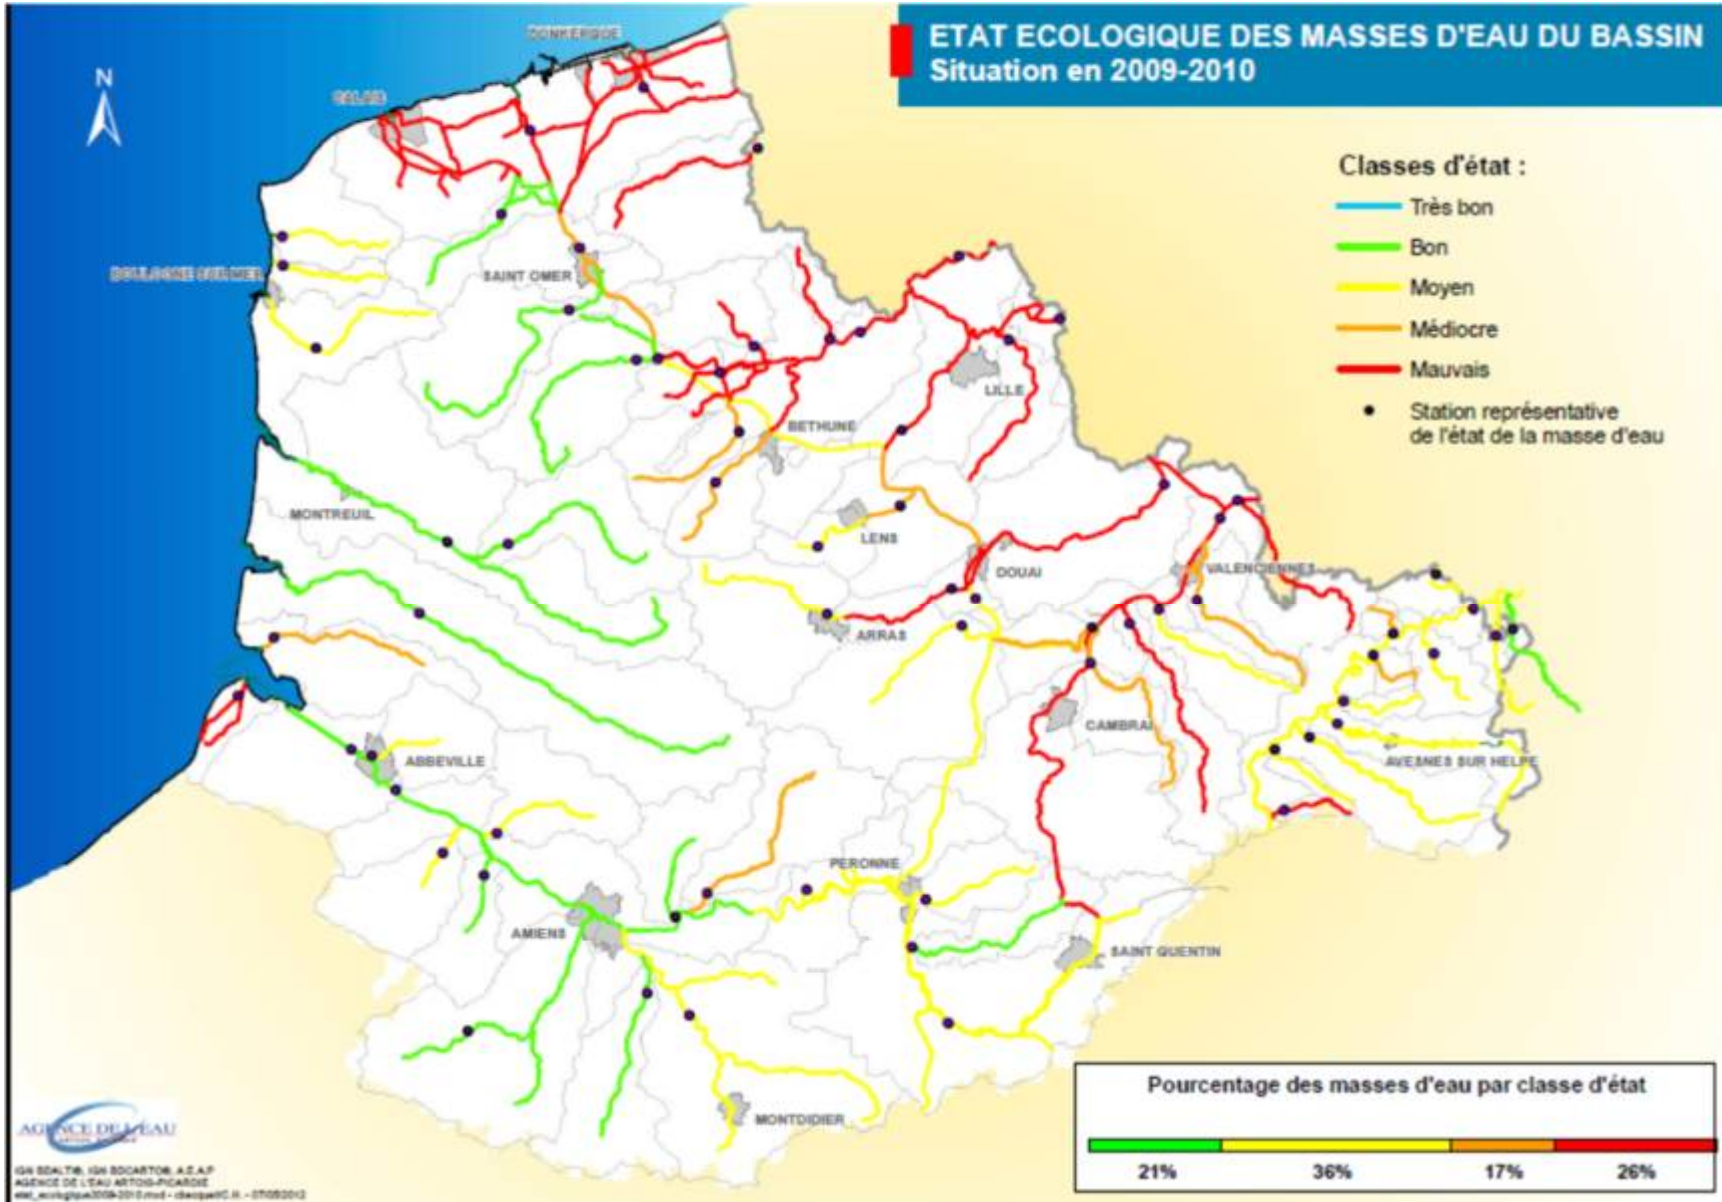 ETAT ECOLOGIQUE DES MASSES D'EAU DU BASSIN
Situation en 2009-2010
N
DUNKERQUE
CALAIS
Classes d'état :
Très bon
Bon
Moyen
Médiocre
Mauvais
Station représentative
de l'état de la masse d'eau
BOULOGNE SUR MER
SAINT OMER
LILLE
BETHUNE
MONTREUIL
LENS
DOUAI
VALENCIENNES
ARRAS
CAMBRAI
AVESNES SUR HELPE
ABBEVILLE
PERONNE
AMIENS
SAINT QUENTIN
MONTDIDIER
Pourcentage des masses d'eau par classe d'état
21% 36% 17% 26%
AGENCE DE L'EAU
ARTOIS-PICARDIE
AGENCE DE L'EAU ARTOIS-PICARDIE